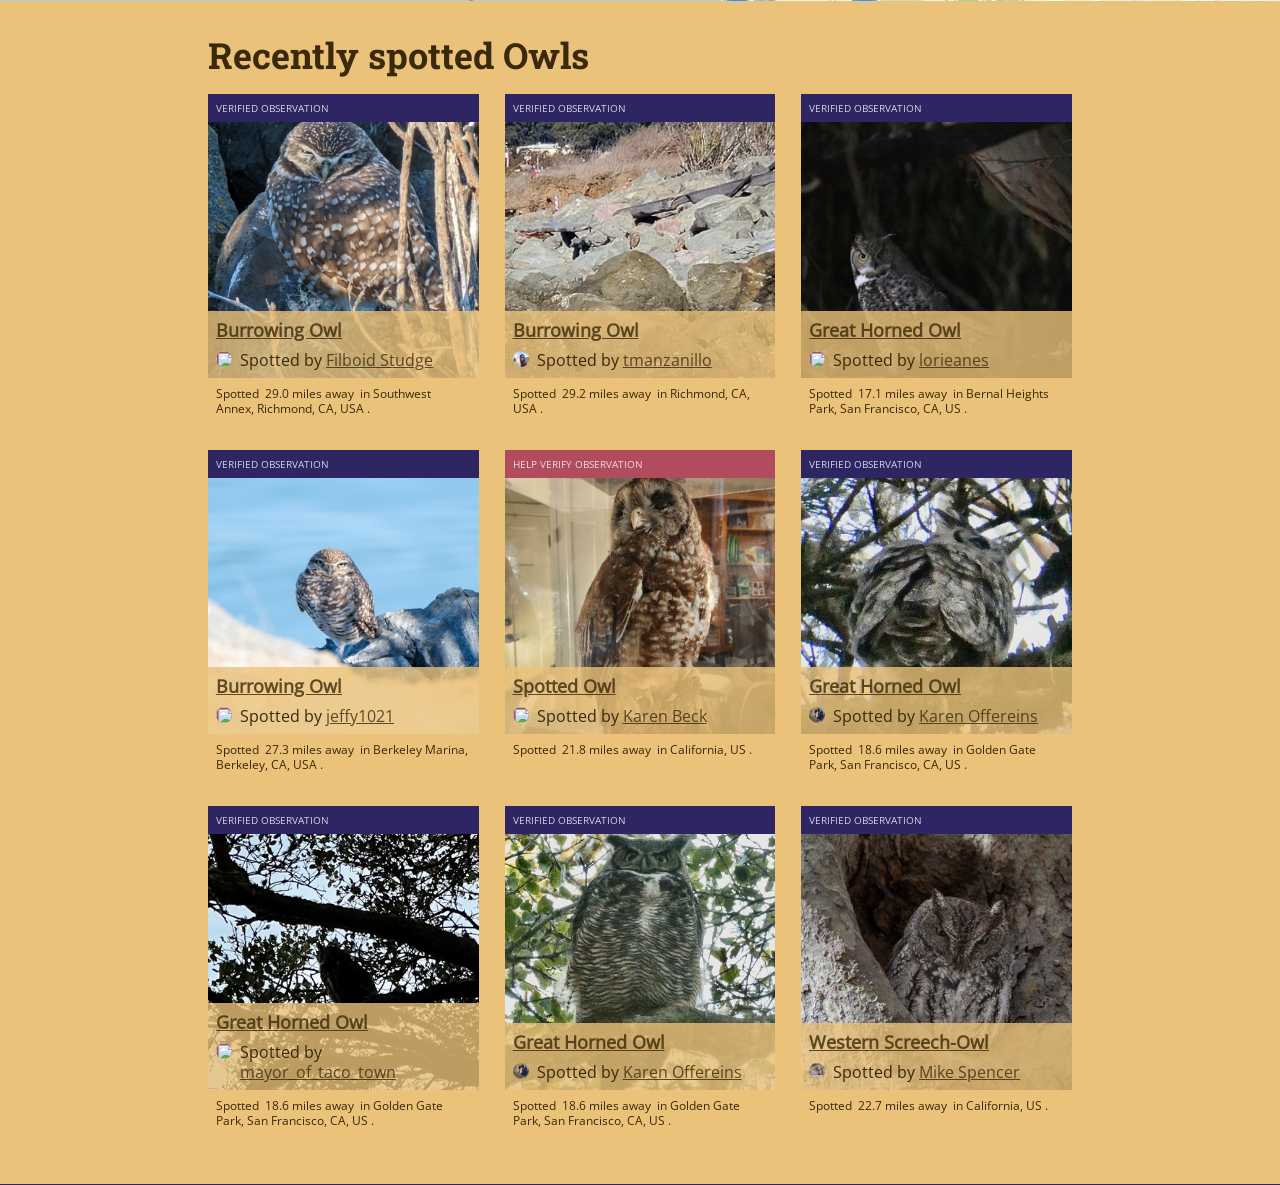 Recently spotted Owls
VERIFIED OBSERVATION
Burrowing Owl
Spotted by Filboid Studge
Spotted 29.0 miles away in Southwest
Annex, Richmond, CA, USA .
VERIFIED OBSERVATION
Burrowing Owl
Spotted by tmanzanillo
Spotted 29.2 miles away in Richmond, CA,
USA .
VERIFIED OBSERVATION
Great Horned Owl
Spotted by lorieanes
Spotted 17.1 miles away in Bernal Heights
Park, San Francisco, CA, US .
VERIFIED OBSERVATION
Burrowing Owl
Spotted by jeffy1021
Spotted 27.3 miles away in Berkeley Marina,
Berkeley, CA, USA .
HELP VERIFY OBSERVATION
Spotted Owl
Spotted by Karen Beck
Spotted 21.8 miles away in California, US .
VERIFIED OBSERVATION
Great Horned Owl
Spotted by Karen Offereins
Spotted 18.6 miles away in Golden Gate
Park, San Francisco, CA, US .
VERIFIED OBSERVATION
Great Horned Owl
Spotted by
mayor_of_taco_town
Spotted 18.6 miles away in Golden Gate
Park, San Francisco, CA, US .
VERIFIED OBSERVATION
Great Horned Owl
Spotted by Karen Offereins
Spotted 18.6 miles away in Golden Gate
Park, San Francisco, CA, US .
VERIFIED OBSERVATION
Western Screech-Owl
Spotted by Mike Spencer
Spotted 22.7 miles away in California, US .